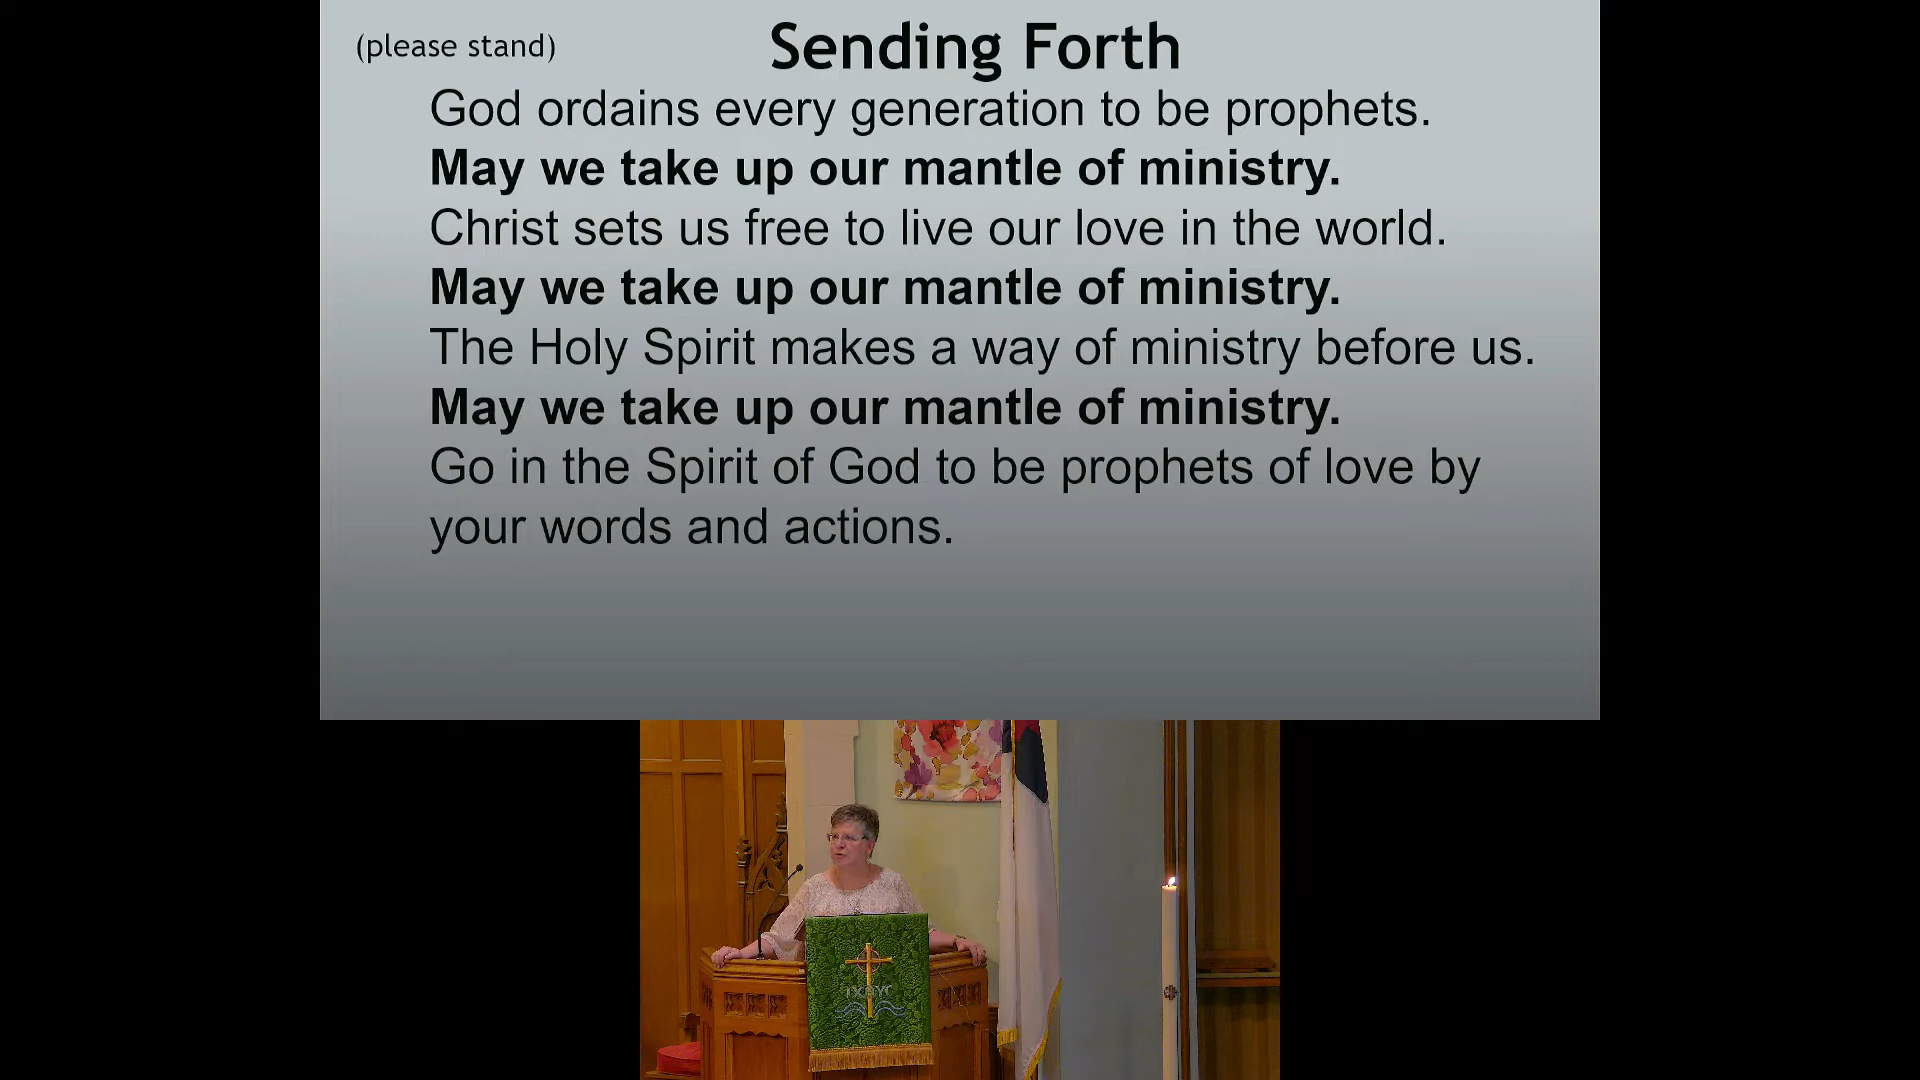 (please stand)
Sending Forth
God ordains every generation to be prophets.
May we take up our mantle of ministry.
Christ sets us free to live our love in the world.
May we take up our mantle of ministry.
The Holy Spirit makes a way of ministry before us.
May we take up our mantle of ministry.
Go in the Spirit of God to be prophets of love by
your words and actions.